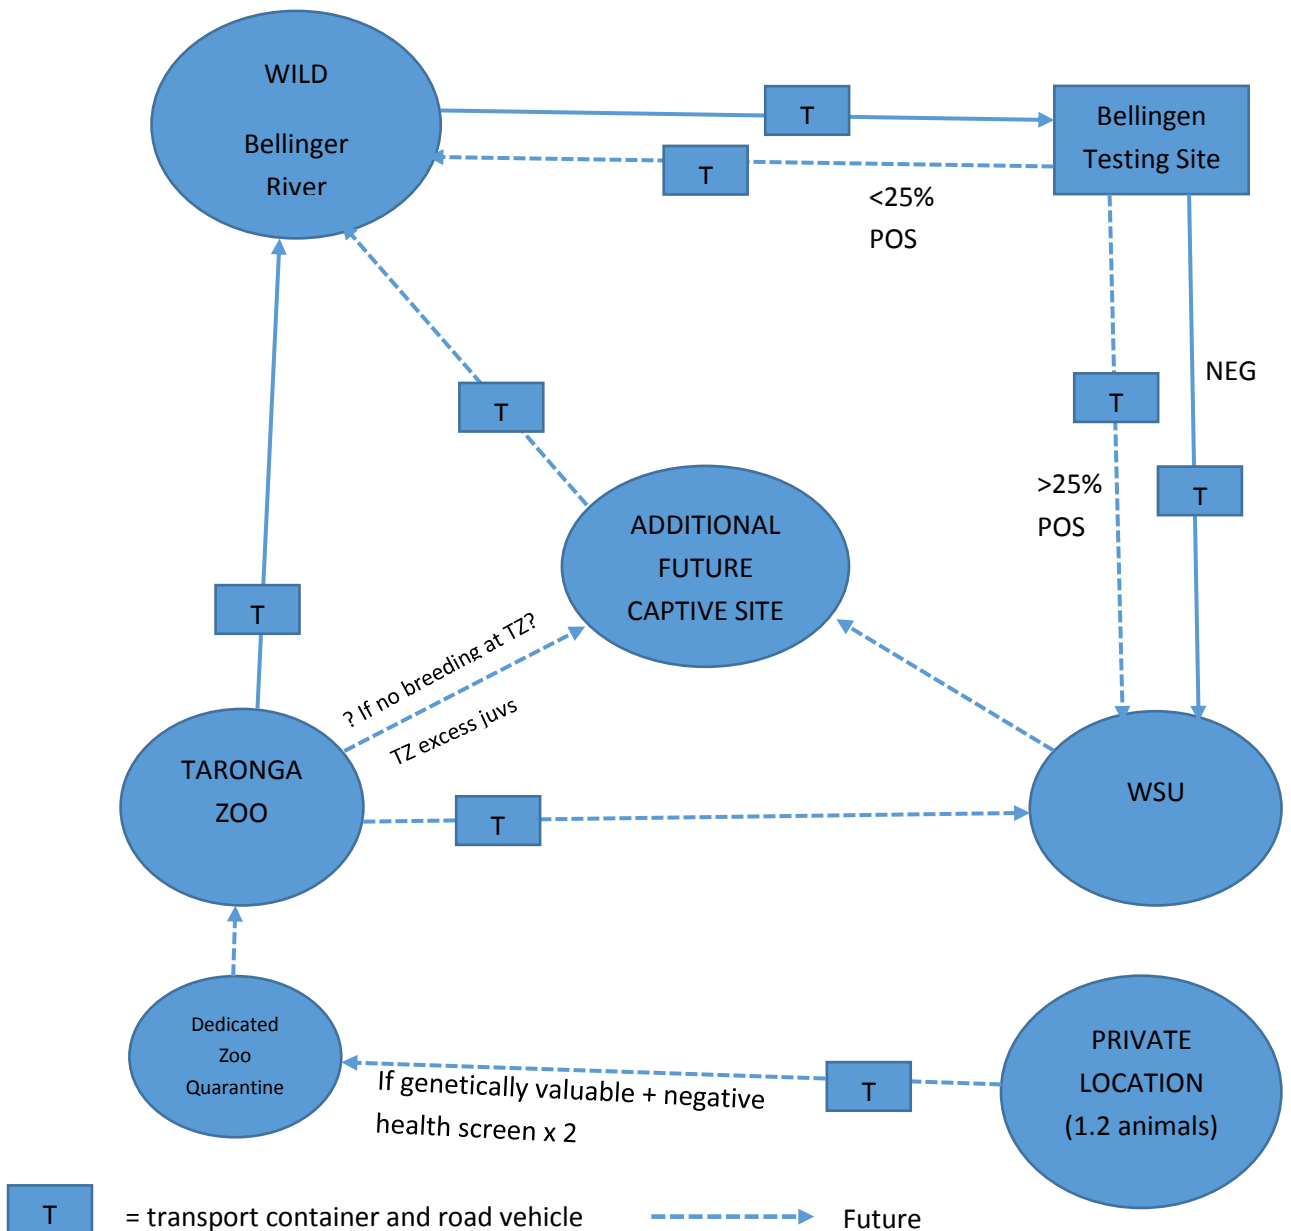 WILD
Bellinger
River
T
Bellingen
Testing Site
T
<25%
POS
T
T
NEG
>25%
POS
T
ADDITIONAL
FUTURE
CAPTIVE SITE
T
? If no breeding at TZ?
TZ excess juvs
TARONGA
ZOO
T
WSU
Dedicated
Zoo
Quarantine
If genetically valuable + negative
health screen x 2
T
PRIVATE
LOCATION
(1.2 animals)
T = transport container and road vehicle
Future